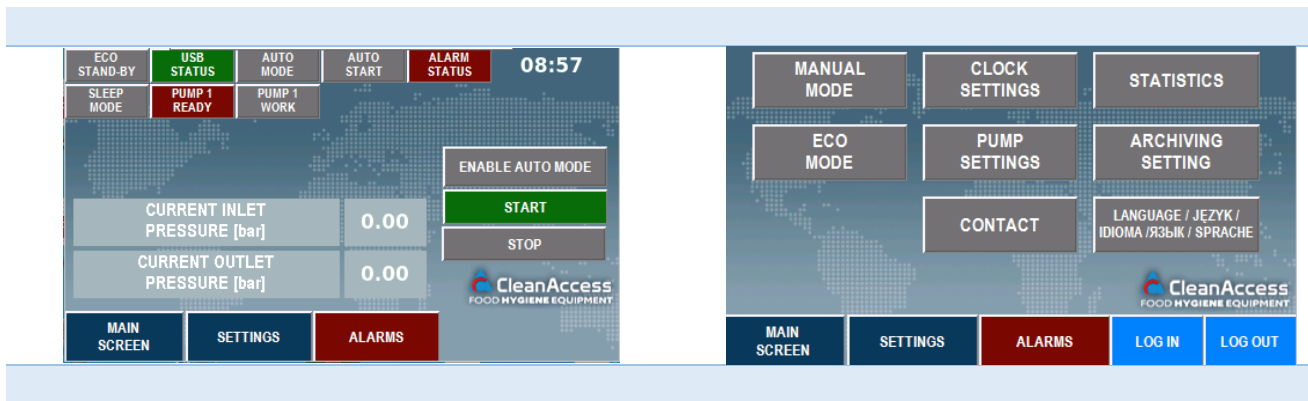 ECO
STAND-BY
USB
STATUS
AUTO
MODE
AUTO
START
ALARM
STATUS
08:57
SLEEP
MODE
PUMP 1
READY
PUMP 1
WORK
ENABLE AUTO MODE
START
STOP
CURRENT INLET
PRESSURE [bar]
0.00
CURRENT OUTLET
PRESSURE [bar]
0.00
CleanAccess
FOOD HYGIENE EQUIPMENT
MAIN
SCREEN
SETTINGS
ALARMS
MANUAL
MODE
CLOCK
SETTINGS
STATISTICS
ECO
MODE
PUMP
SETTINGS
ARCHIVING
SETTING
CONTACT
LANGUAGE / JĘZYK /
IDIOMA /ЯЗЫК / SPRACHE
CleanAccess
FOOD HYGIENE EQUIPMENT
MAIN
SCREEN
SETTINGS
ALARMS
LOG IN
LOG OUT